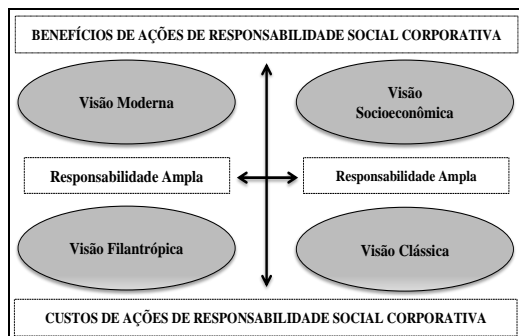 BENEFÍCIOS DE AÇÕES DE RESPONSABILIDADE SOCIAL CORPORATIVA
Visão Moderna
Visão
Socioeconômica
Responsabilidade Ampla
Responsabilidade Ampla
Visão Filantrópica
Visão Clássica
CUSTOS DE AÇÕES DE RESPONSABILIDADE SOCIAL CORPORATIVA